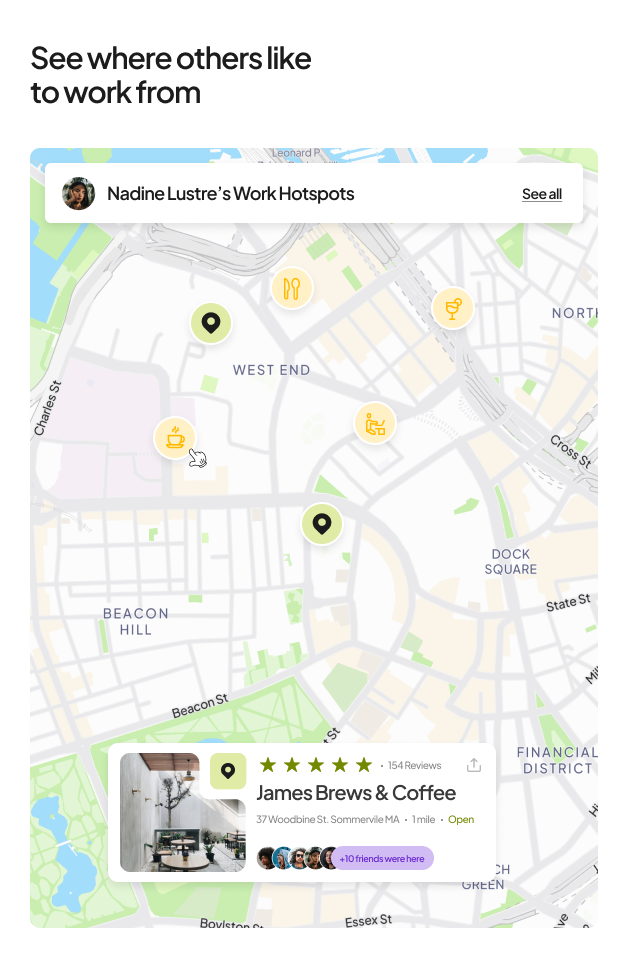 See where others like
to work from
Leonard P
Nadine Lustre's Work Hotspots
See all
NORTH
WEST END
Charles St
Cross St
DOCK
SQUARE
State St
BEACON
HILL
Beacon St
FINANCIAL
DISTRICT
154 Reviews
James Brews & Coffee
37 Woodbine St. Sommervile MA • 1 mile • Open
+10 friends were here
CH
GREEN
Boylston St
Essex St